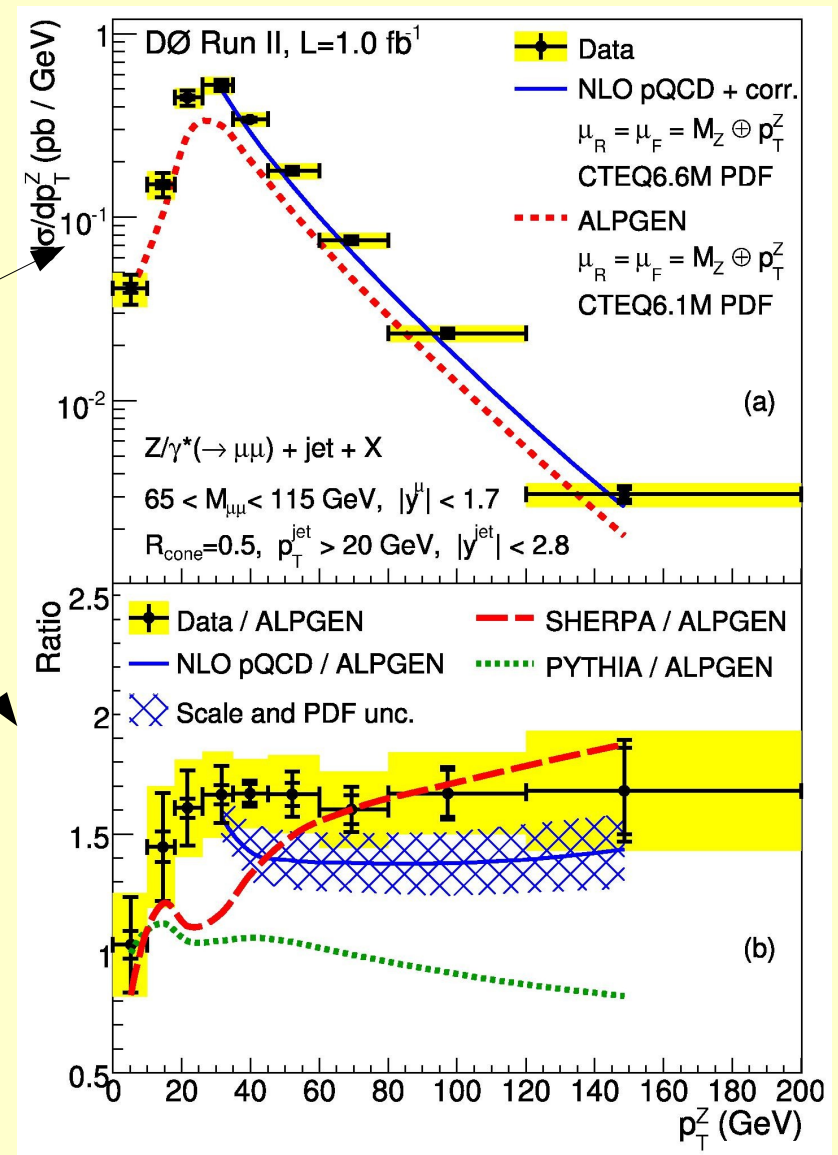 DØ Run II, L=1.0 fb⁻¹
Data
NLO pQCD + corr.
μ_R = μ_F = M_Z ⊕ p_T^Z
CTEQ6.6M PDF
ALPGEN
μ_R = μ_F = M_Z ⊕ p_T^Z
CTEQ6.1M PDF
dσ/dp_T^Z (pb / GeV)
1
10⁻¹
10⁻²
(a)
Z/γ*(→ μμ) + jet + X
65 < M_μμ < 115 GeV, |y^μ| < 1.7
R_cone=0.5, p_T^jet > 20 GeV, |y^jet| < 2.8
Ratio
2.5
2
1.5
1
0.5
Data / ALPGEN
SHERPA / ALPGEN
NLO pQCD / ALPGEN
PYTHIA / ALPGEN
Scale and PDF unc.
(b)
0 20 40 60 80 100 120 140 160 180 200
p_T^Z (GeV)